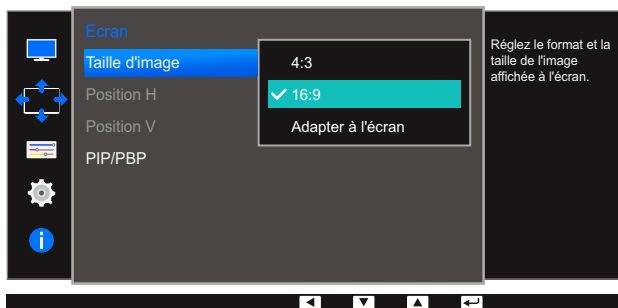 Ecran
Taille d'image
Position H
Position V
PIP/PBP
4:3
16:9
Adapter à l'écran
Réglez le format et la
taille de l'image
affichée à l'écran.